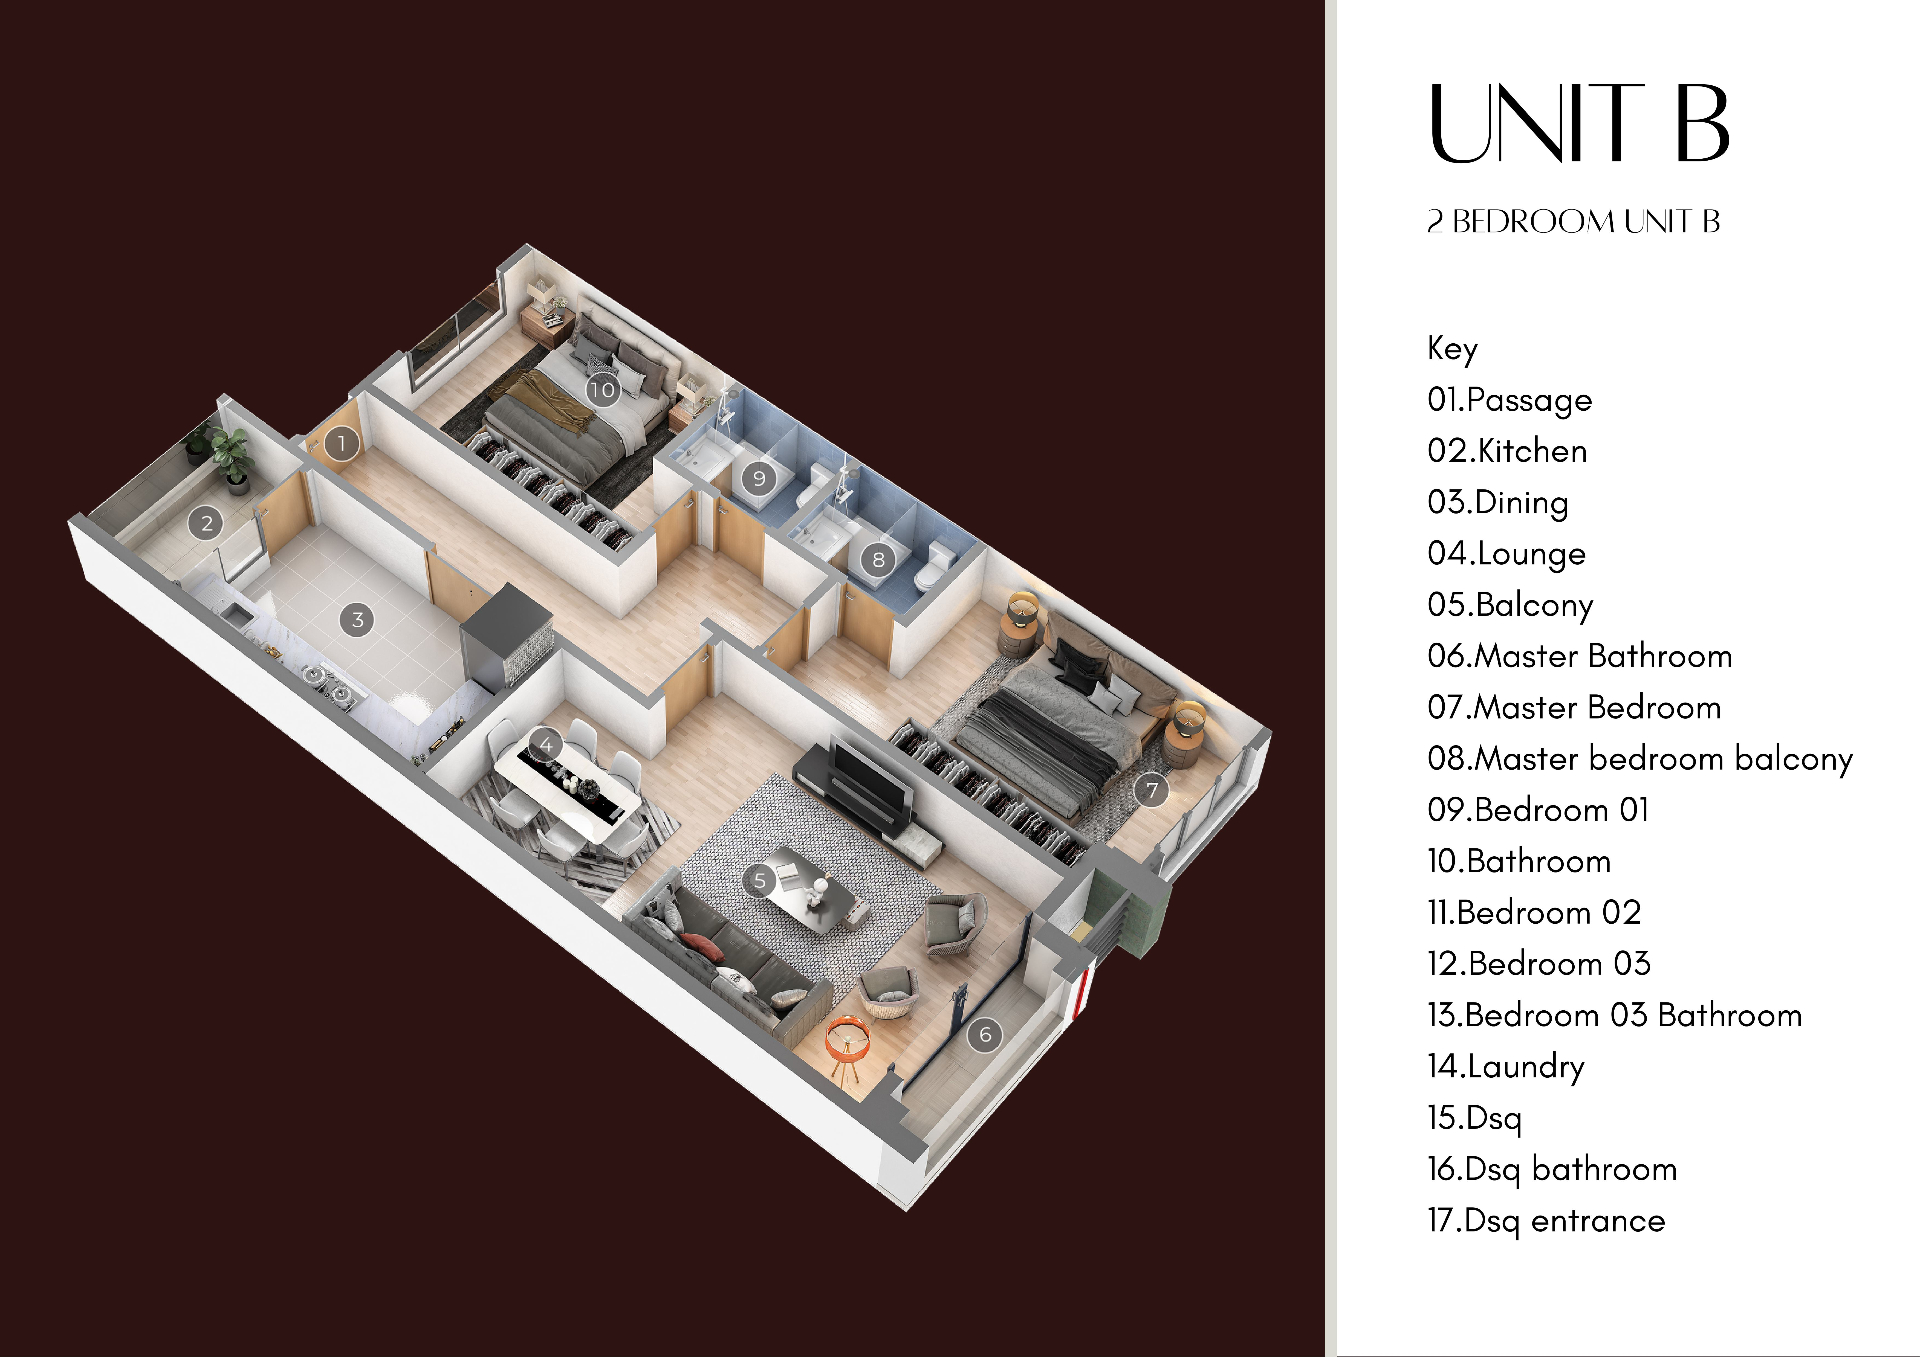 UNIT B
2 BEDROOM UNIT B
Key
01.Passage
02.Kitchen
03.Dining
04.Lounge
05.Balcony
06.Master Bathroom
07.Master Bedroom
08.Master bedroom balcony
09.Bedroom 01
10.Bathroom
11.Bedroom 02
12.Bedroom 03
13.Bedroom 03 Bathroom
14.Laundry
15.Dsq
16.Dsq bathroom
17.Dsq entrance
10
1
9
2
8
3
4
7
5
6